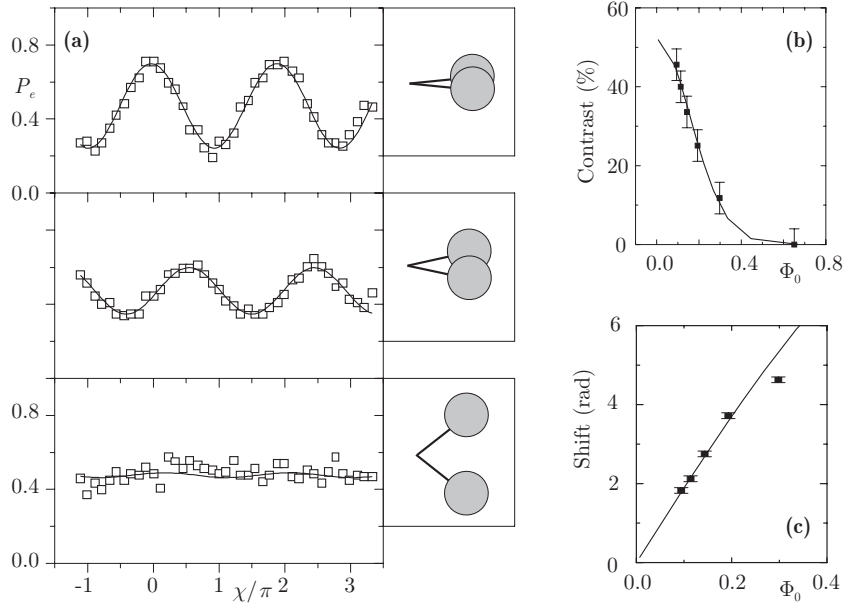 (a)
0.8
P_e
0.4
0.0
0.8
0.4
0.0
-1 0 1 2 3
χ/π
(b)
60
40
20
0
Contrast (%)
0.0 0.4 0.8
Φ₀
6
4
2
0
Shift (rad)
(c)
0.0 0.2 0.4
Φ₀